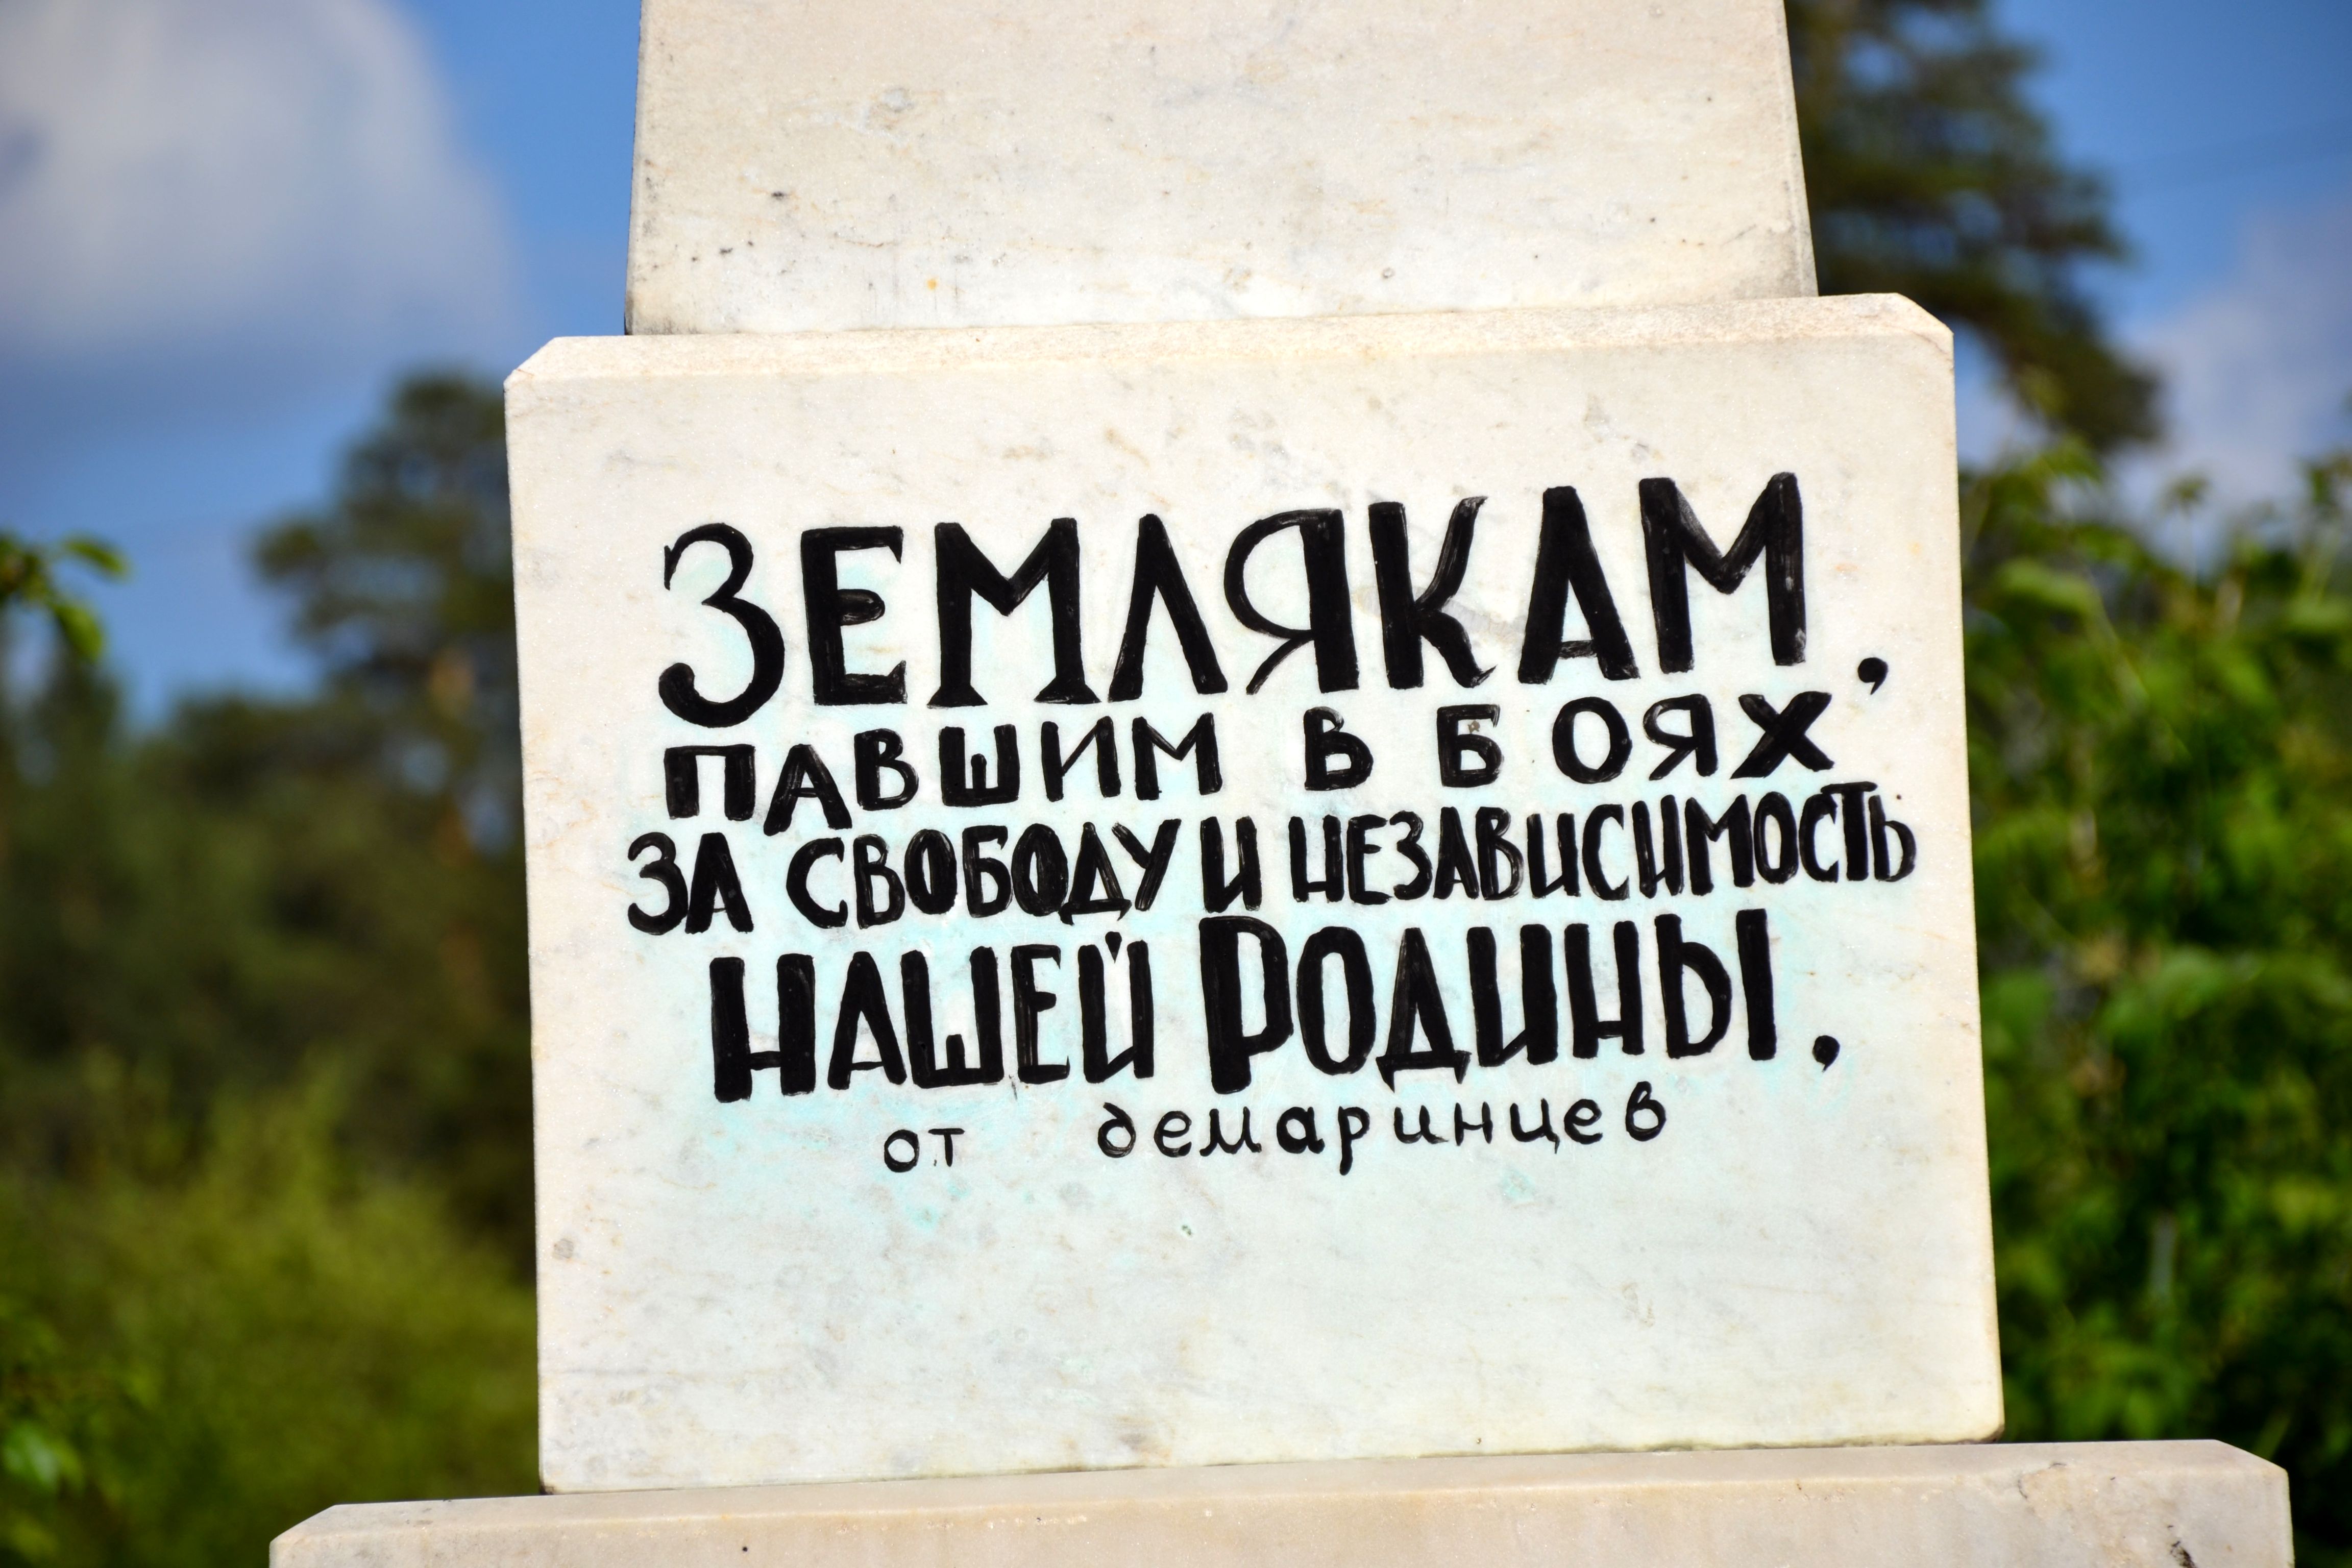 ЗЕМЛЯКАМ,
ПАВШИМ В БОЯХ
ЗА СВОБОДУ И НЕЗАВИСИМОСТЬ
НАШЕЙ РОДИНЫ,
от демаринцев